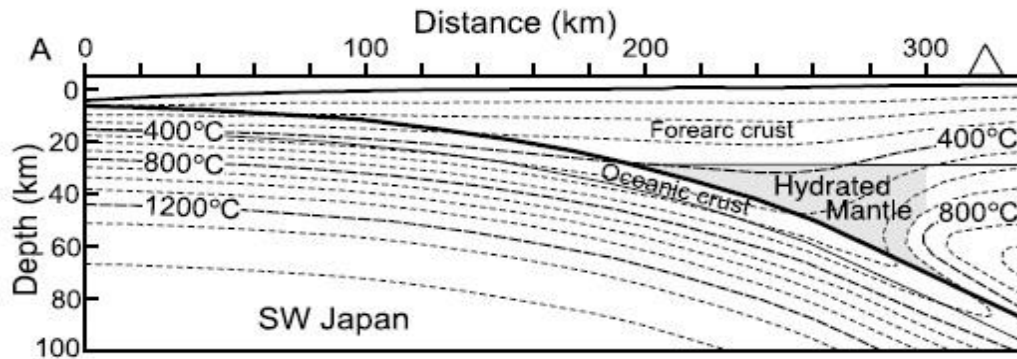 Distance (km)
A
0 100 200 300
0
Forearc crust
400°C
20
400°C
800°C
Oceanic crust
Hydrated
Mantle
40
1200°C
800°C
60
80
SW Japan
100
Depth (km)